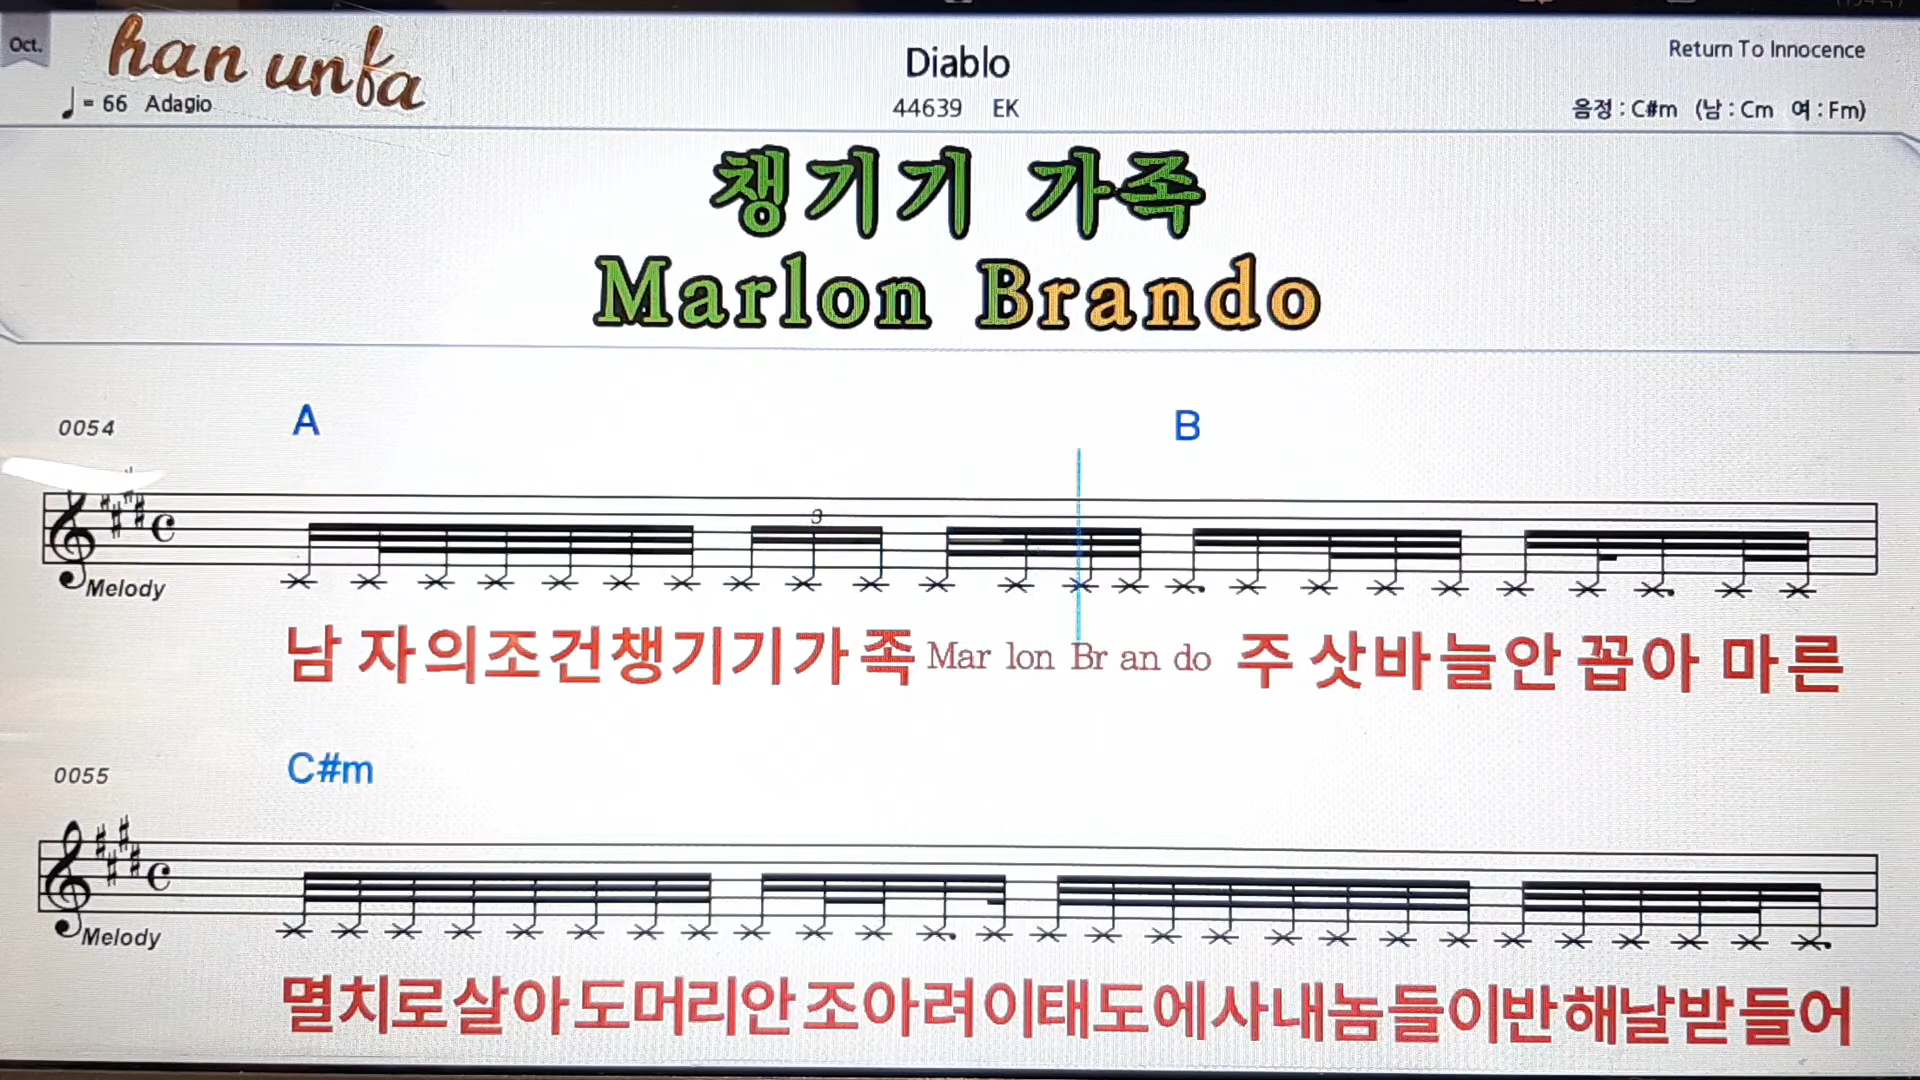 Oct.
han unfa
Diablo
Return To Innocence
♩= 66 Adagio
44639 EK
음정 : C#m (남 : Cm 여 : Fm)
챙기기 가족
Marlon Brando
0054
A
B
3
Melody
남 자의조건챙기기가 족 Mar lon Br an do 주 삿바늘안 꼽아 마른
0055
C#m
Melody
멸치로살아도머리안조아려이태도에사내놈들이반해날받들어